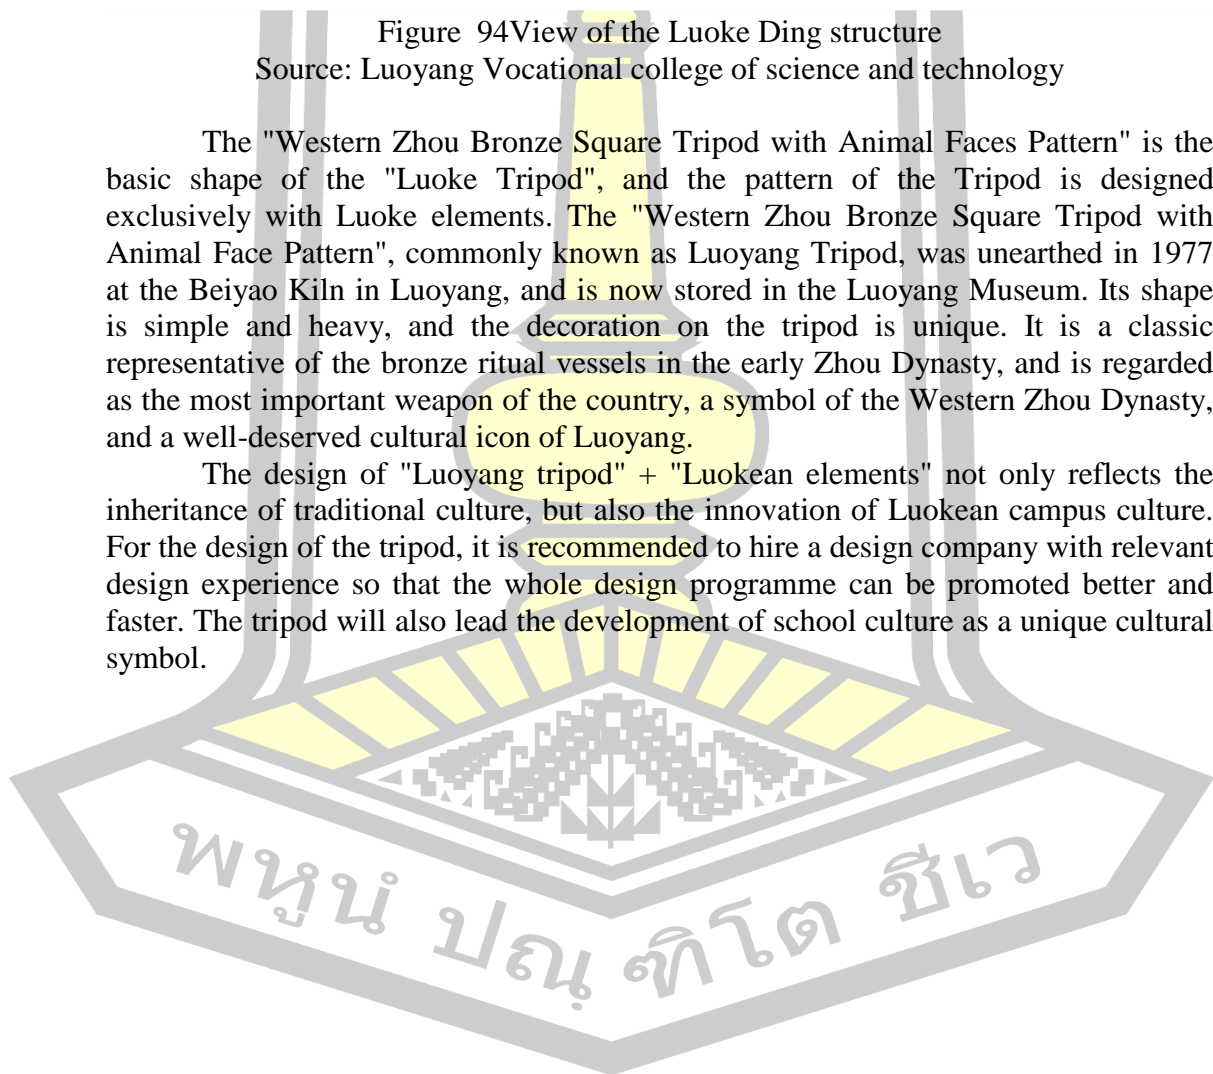 Figure  94View of the Luoke Ding structure
Source: Luoyang Vocational college of science and technology
The "Western Zhou Bronze Square Tripod with Animal Faces Pattern" is the
basic shape of the "Luoke Tripod", and the pattern of the Tripod is designed
exclusively with Luoke elements. The "Western Zhou Bronze Square Tripod with
Animal Face Pattern", commonly known as Luoyang Tripod, was unearthed in 1977
at the Beiyao Kiln in Luoyang, and is now stored in the Luoyang Museum. Its shape
is simple and heavy, and the decoration on the tripod is unique. It is a classic
representative of the bronze ritual vessels in the early Zhou Dynasty, and is regarded
as the most important weapon of the country, a symbol of the Western Zhou Dynasty,
and a well-deserved cultural icon of Luoyang.
The design of "Luoyang tripod" + "Luokean elements" not only reflects the
inheritance of traditional culture, but also the innovation of Luokean campus culture.
For the design of the tripod, it is recommended to hire a design company with relevant
design experience so that the whole design programme can be promoted better and
faster. The tripod will also lead the development of school culture as a unique cultural
symbol.
พหูนํ ปณฺฑิโต ชีเว